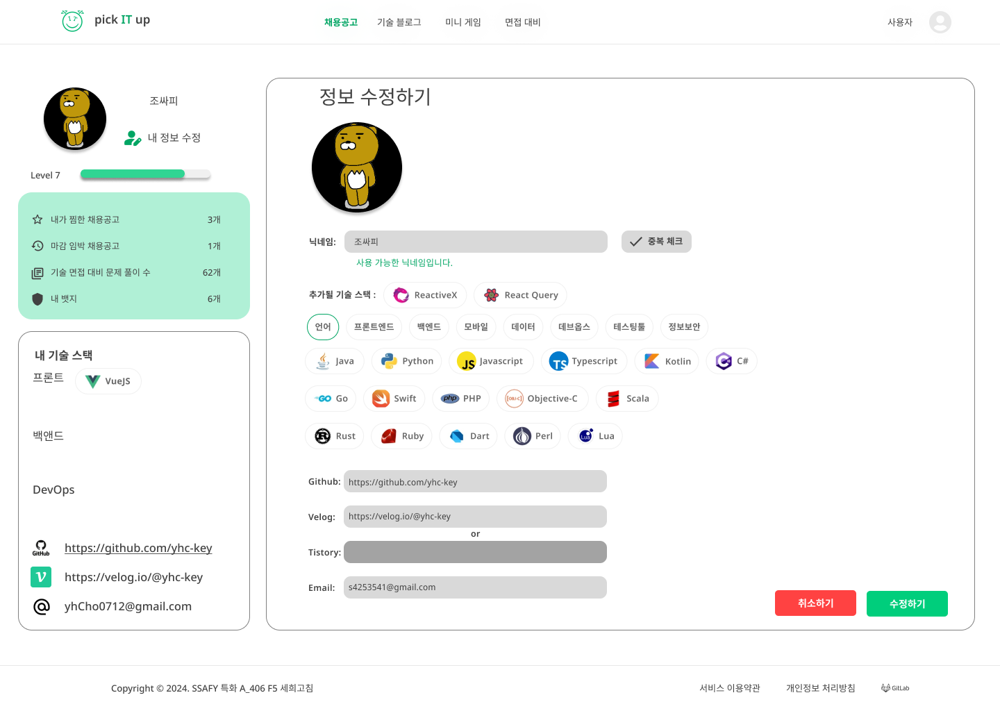 pick IT up
채용공고 기술 블로그 미니 게임 면접 대비
사용자
조싸피
내 정보 수정
Level 7
내가 찜한 채용공고 3개
마감 임박 채용공고 1개
기술 면접 대비 문제 풀이 수 62개
내 뱃지 6개
내 기술 스택
프론트 VueJS
백앤드
DevOps
GitHub https://github.com/yhc-key
v https://velog.io/@yhc-key
@ yhCho0712@gmail.com
정보 수정하기
닉네임: 조싸피 중복 체크
사용 가능한 닉네임입니다.
추가될 기술 스택 : ReactiveX React Query
언어 프론트엔드 백엔드 모바일 데이터 데브옵스 테스팅툴 정보보안
Java Python JS Javascript TS Typescript Kotlin C C#
GO Go Swift php PHP [OBJ-C] Objective-C Scala
R Rust Ruby Dart Perl Lua Lua
Github: https://github.com/yhc-key
Velog: https://velog.io/@yhc-key
or
Tistory:
Email: s4253541@gmail.com
취소하기 수정하기
Copyright © 2024. SSAFY 특화 A_406 F5 세희고침
서비스 이용약관 개인정보 처리방침 GitLab